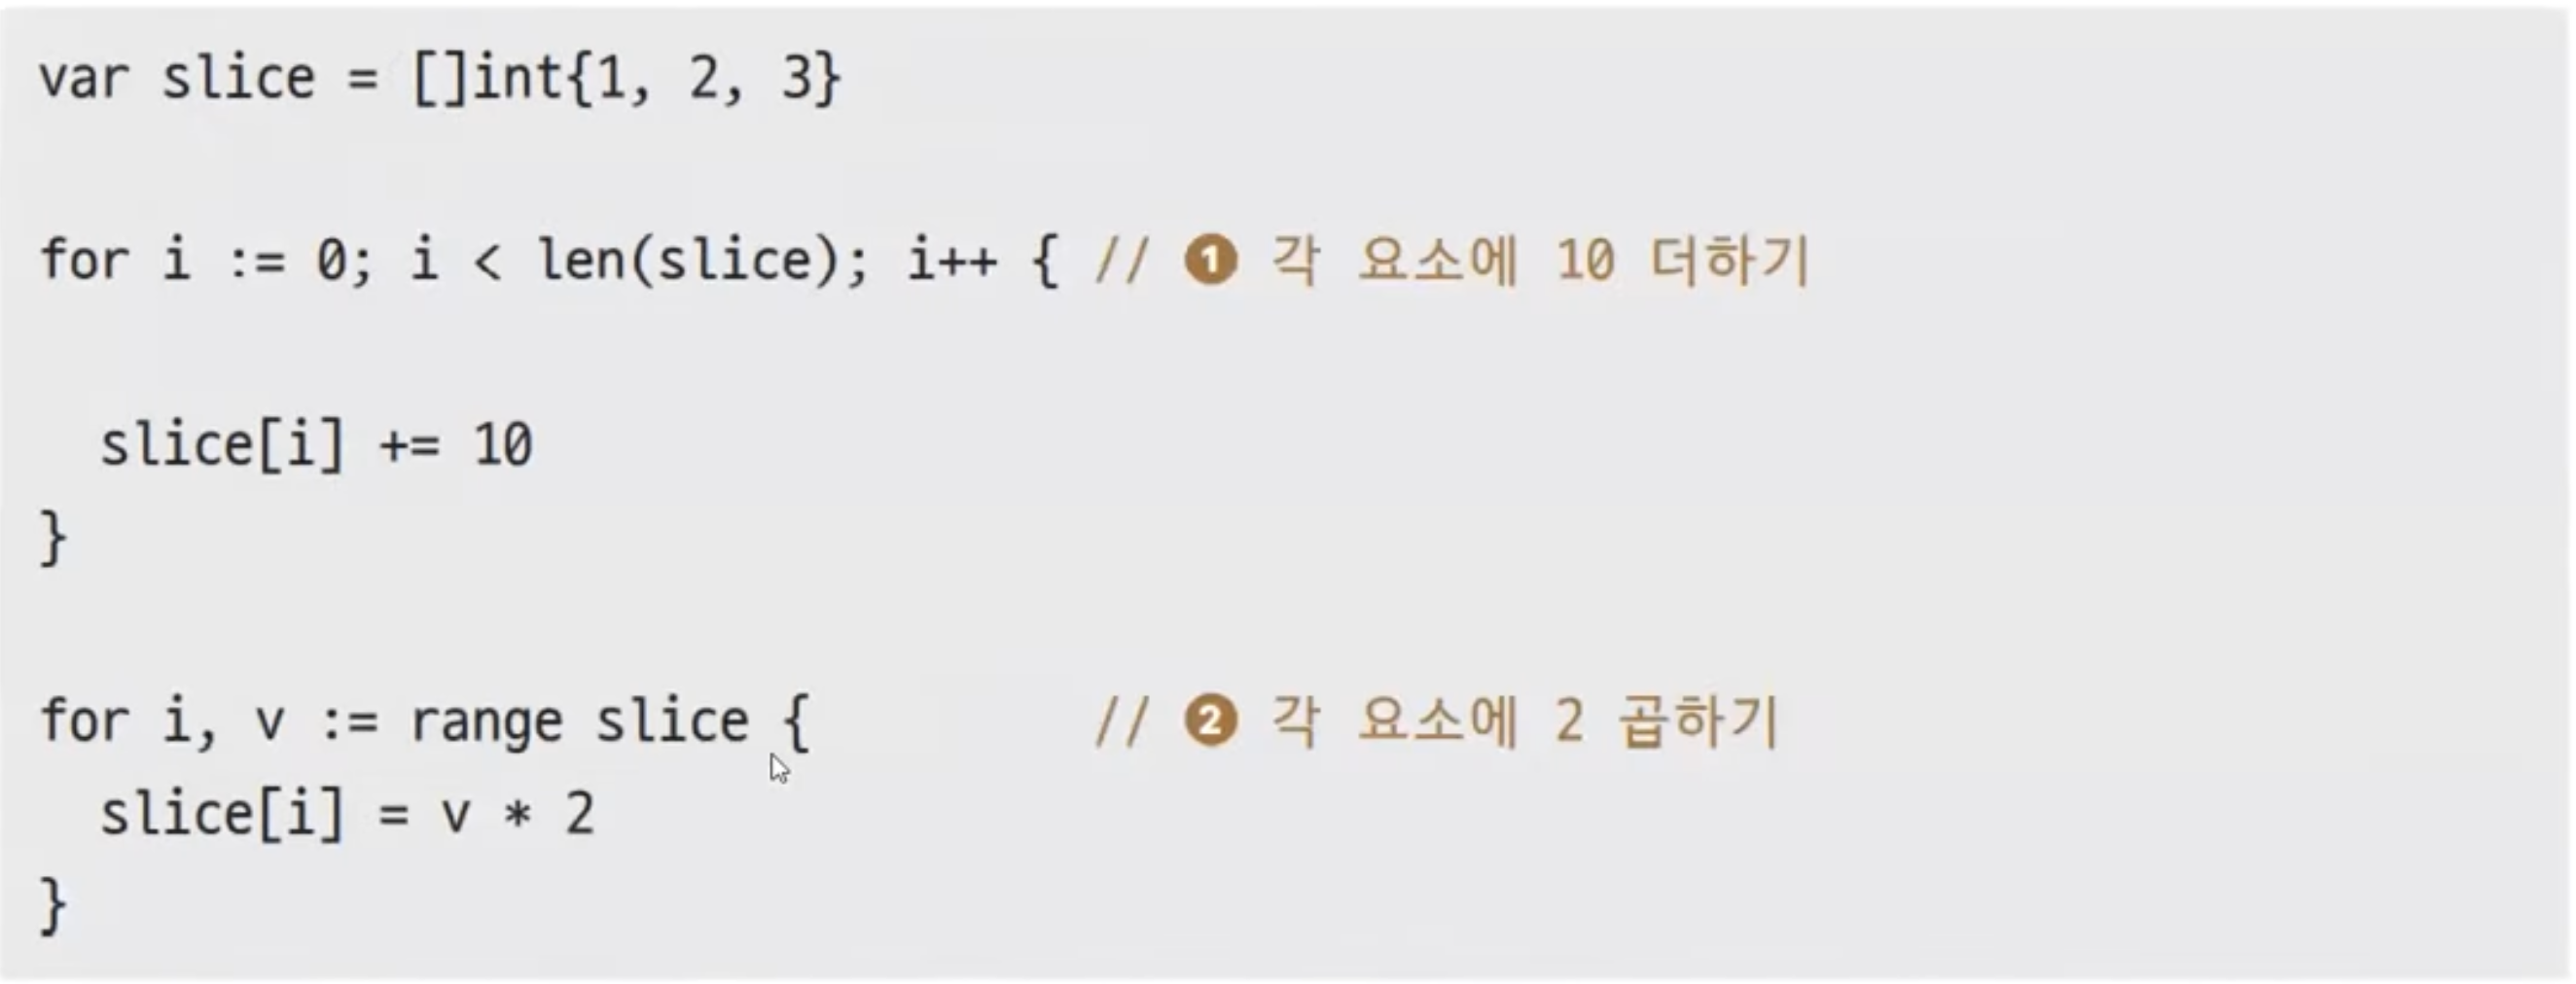 var slice = []int{1, 2, 3}
for i := 0; i < len(slice); i++ { // ❶ 각 요소에 10 더하기
  slice[i] += 10
}
for i, v := range slice {          // ❷ 각 요소에 2 곱하기
  slice[i] = v * 2
}